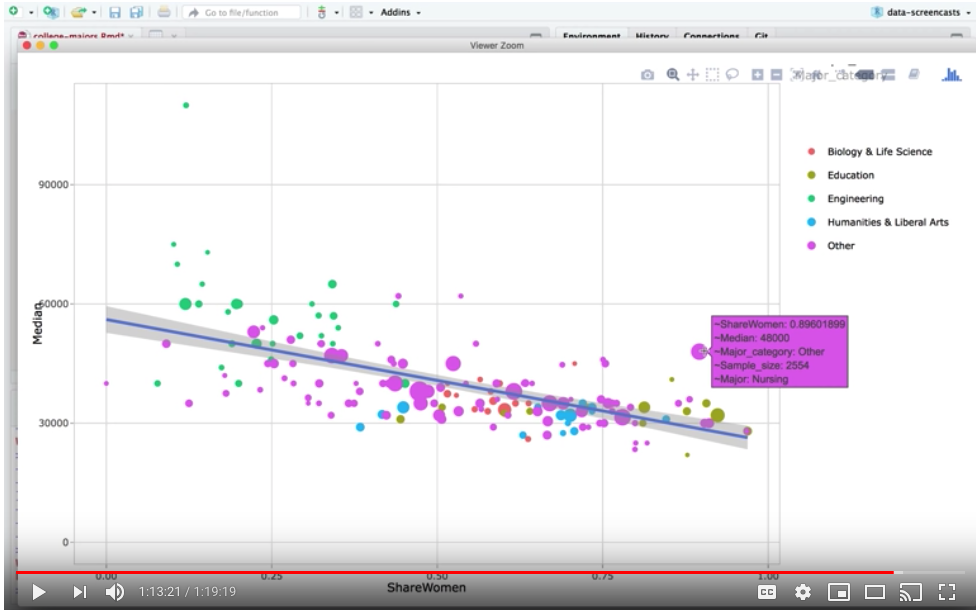 Go to file/function
Addins
data-screencasts
college-majors.Rmd*
Environment History Connections Git
Viewer Zoom
Major_category
Biology & Life Science
Education
Engineering
Humanities & Liberal Arts
Other
90000
60000
30000
0
Median
~ShareWomen: 0.89601899
~Median: 48000
~Major_category: Other
~Sample_size: 2554
~Major: Nursing
0.00 0.25 0.50 0.75 1.00
ShareWomen
1:13:21 / 1:19:19
CC